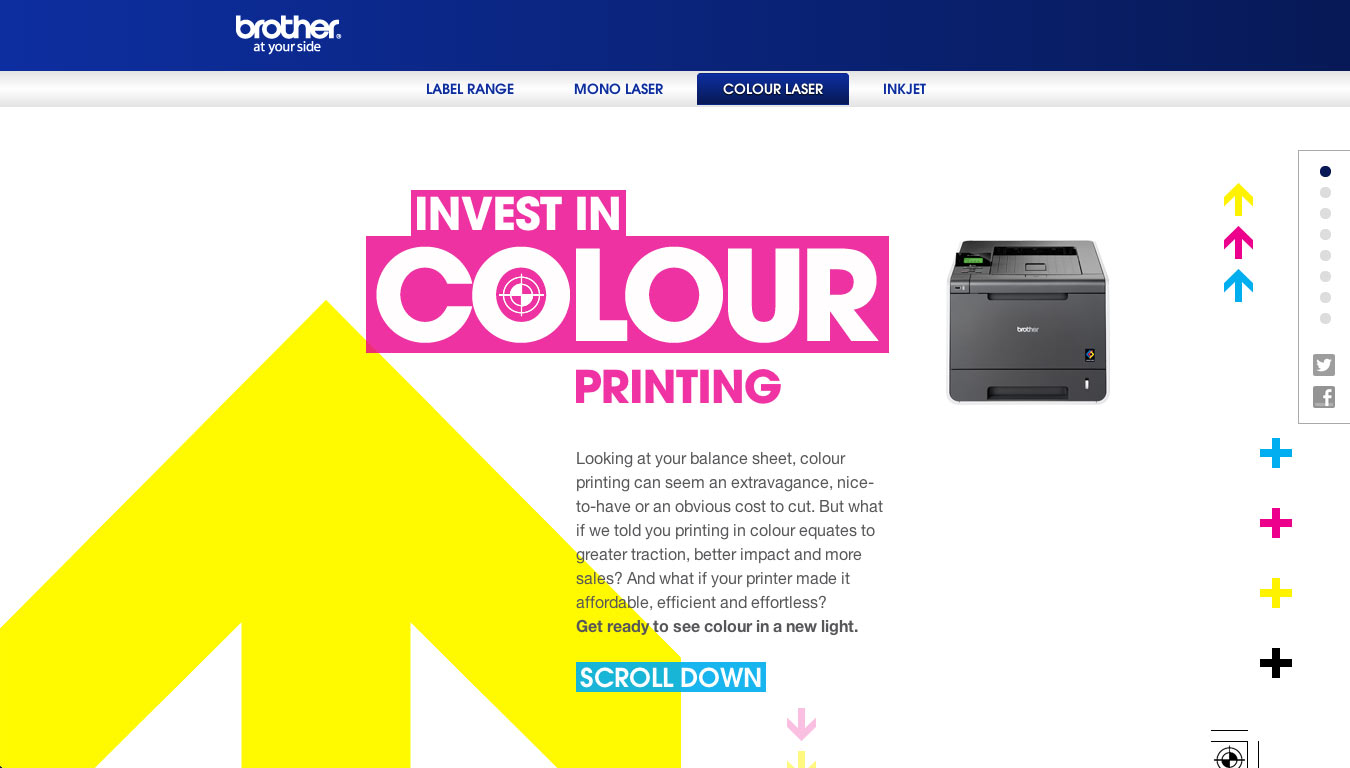 brother®
at your side
LABEL RANGE
MONO LASER
COLOUR LASER
INKJET
INVEST IN
COLOUR
PRINTING
brother
Looking at your balance sheet, colour
printing can seem an extravagance, nice-
to-have or an obvious cost to cut. But what
if we told you printing in colour equates to
greater traction, better impact and more
sales? And what if your printer made it
affordable, efficient and effortless?
Get ready to see colour in a new light.
SCROLL DOWN